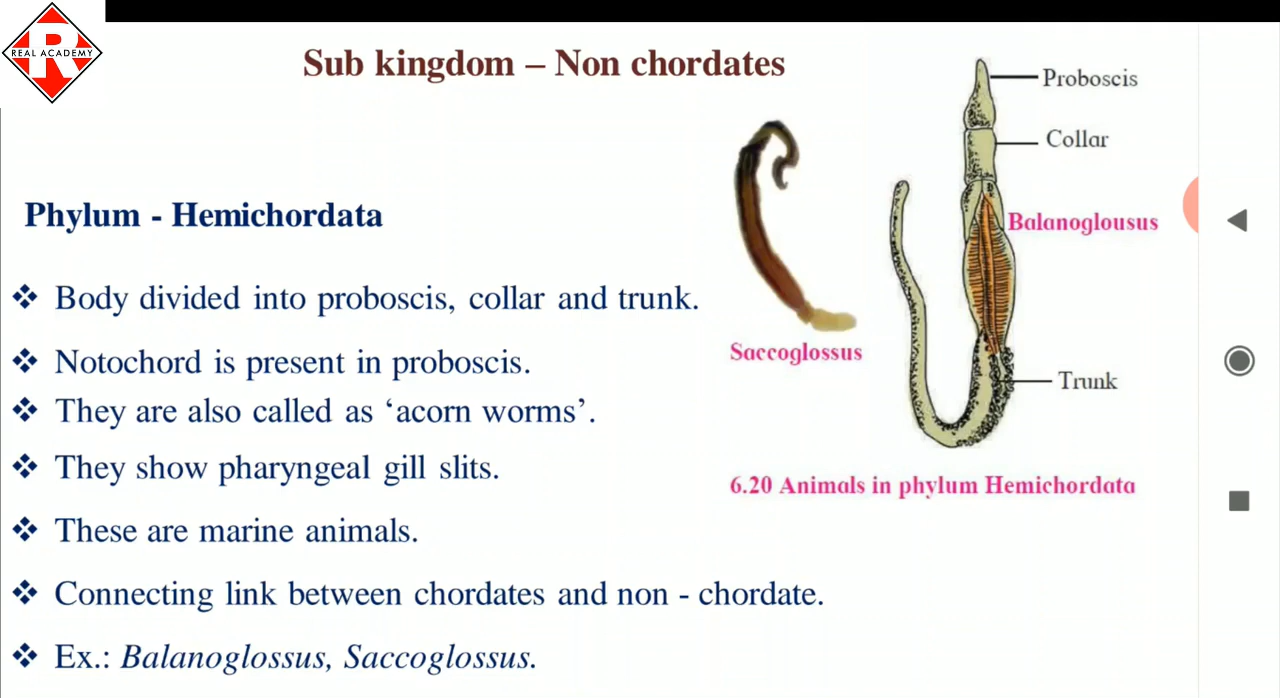 REAL ACADEMY
R
Sub kingdom – Non chordates
Proboscis
Collar
Balanoglousus
Phylum - Hemichordata
❖ Body divided into proboscis, collar and trunk.
❖ Notochord is present in proboscis.
Saccoglossus
Trunk
❖ They are also called as ‘acorn worms’.
❖ They show pharyngeal gill slits.
6.20 Animals in phylum Hemichordata
❖ These are marine animals.
❖ Connecting link between chordates and non - chordate.
❖ Ex.: Balanoglossus, Saccoglossus.